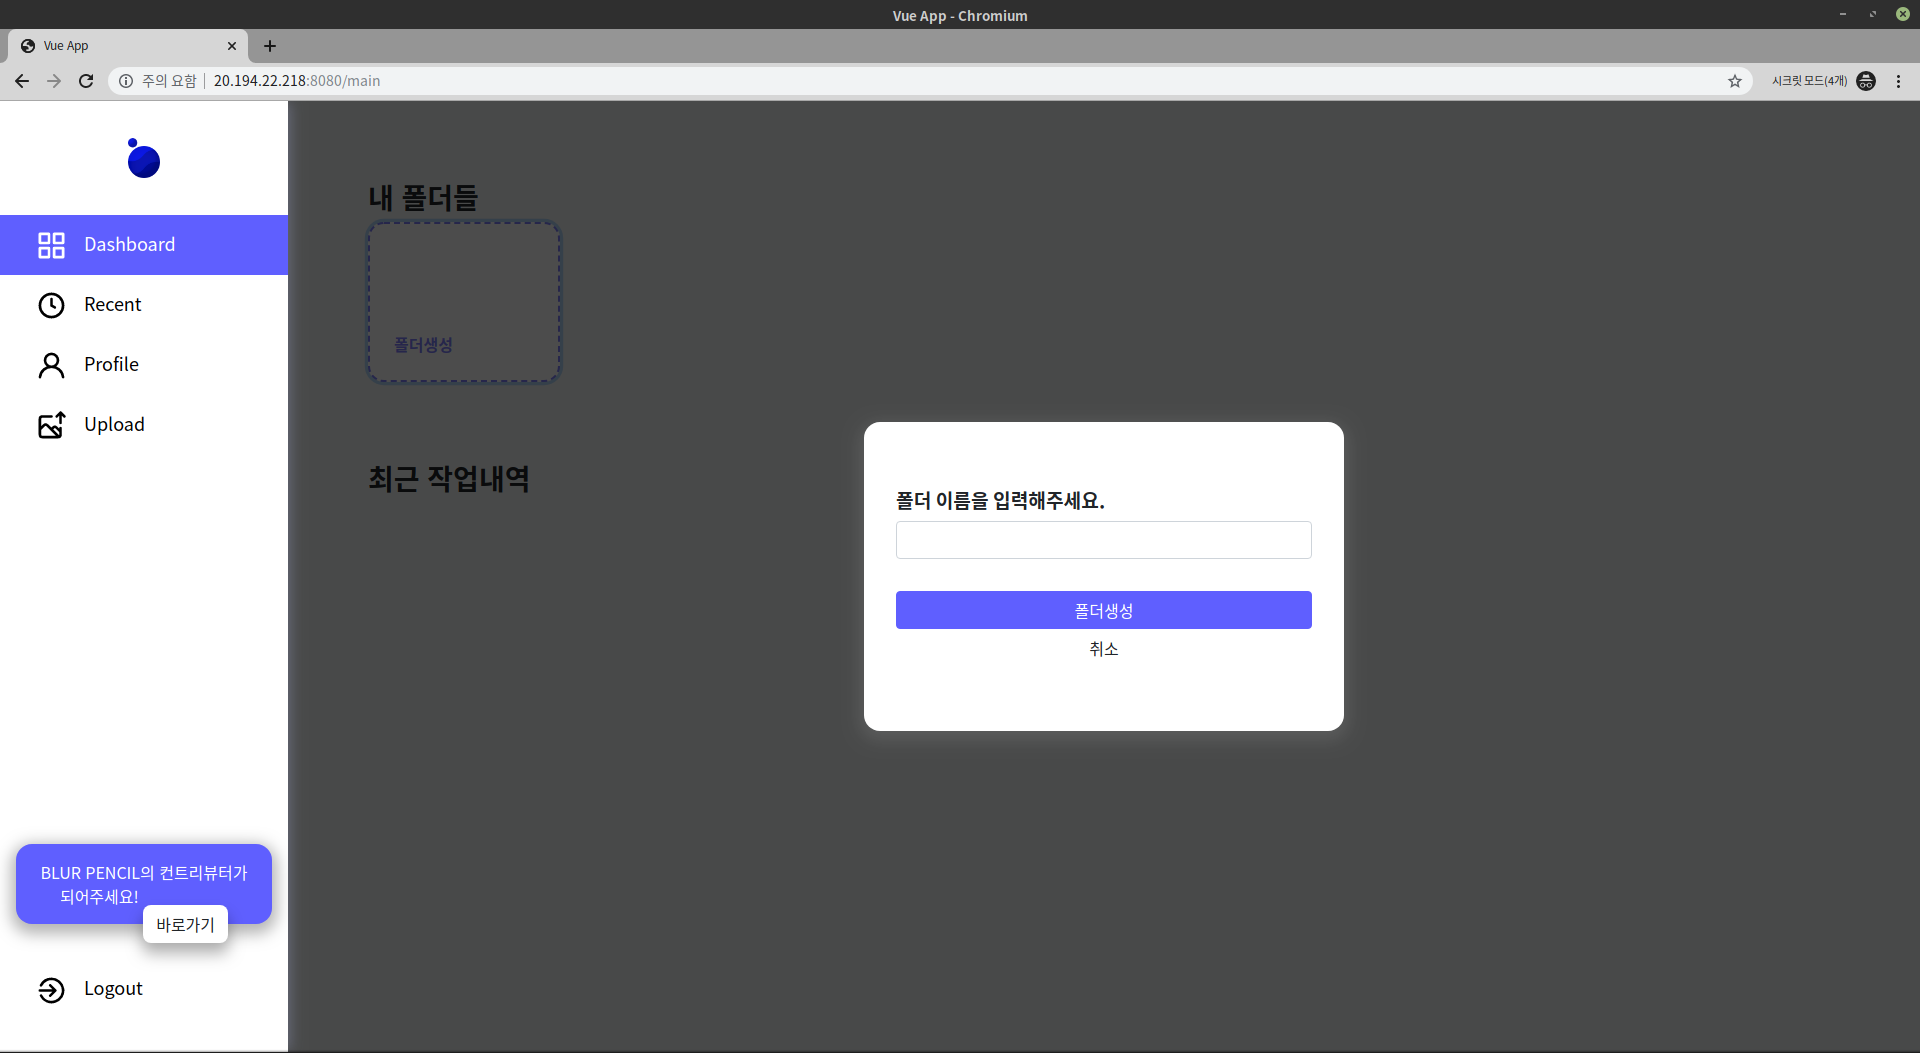 Vue App - Chromium
Vue App
주의 요함 20.194.22.218:8080/main 시크릿 모드(4개)
Dashboard
Recent
Profile
Upload
BLUR PENCIL의 컨트리뷰터가
되어주세요!
바로가기
Logout
내 폴더들
폴더생성
최근 작업내역
폴더 이름을 입력해주세요.
폴더생성
취소